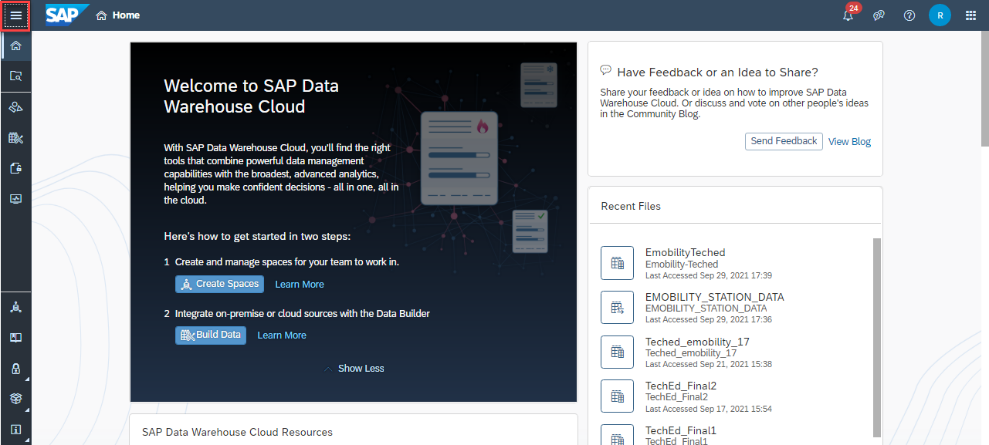 SAP
Home
24
R
Welcome to SAP Data
Warehouse Cloud
With SAP Data Warehouse Cloud, you'll find the right
tools that combine powerful data management
capabilities with the broadest, advanced analytics,
helping you make confident decisions - all in one, all in
the cloud.
Here's how to get started in two steps:
1 Create and manage spaces for your team to work in.
Create Spaces
Learn More
2 Integrate on-premise or cloud sources with the Data Builder
Build Data
Learn More
Show Less
SAP Data Warehouse Cloud Resources
Have Feedback or an Idea to Share?
Share your feedback or idea on how to improve SAP Data
Warehouse Cloud. Or discuss and vote on other people's ideas
in the Community Blog.
Send Feedback
View Blog
Recent Files
EmobilityTeched
Emobility-Teched
Last Accessed Sep 29, 2021 17:39
EMOBILITY_STATION_DATA
EMOBILITY_STATION_DATA
Last Accessed Sep 29, 2021 17:36
Teched_emobility_17
Teched_emobility_17
Last Accessed Sep 21, 2021 15:38
TechEd_Final2
TechEd_Final2
Last Accessed Sep 17, 2021 15:54
TechEd_Final1
TechEd_Final1